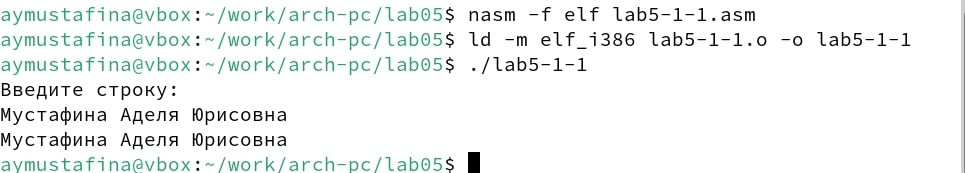 aymustafina@vbox:~/work/arch-pc/lab05$ nasm -f elf lab5-1-1.asm
aymustafina@vbox:~/work/arch-pc/lab05$ ld -m elf_i386 lab5-1-1.o -o lab5-1-1
aymustafina@vbox:~/work/arch-pc/lab05$ ./lab5-1-1
Введите строку:
Мустафина Аделя Юрисовна
Мустафина Аделя Юрисовна
aymustafina@vbox:~/work/arch-pc/lab05$